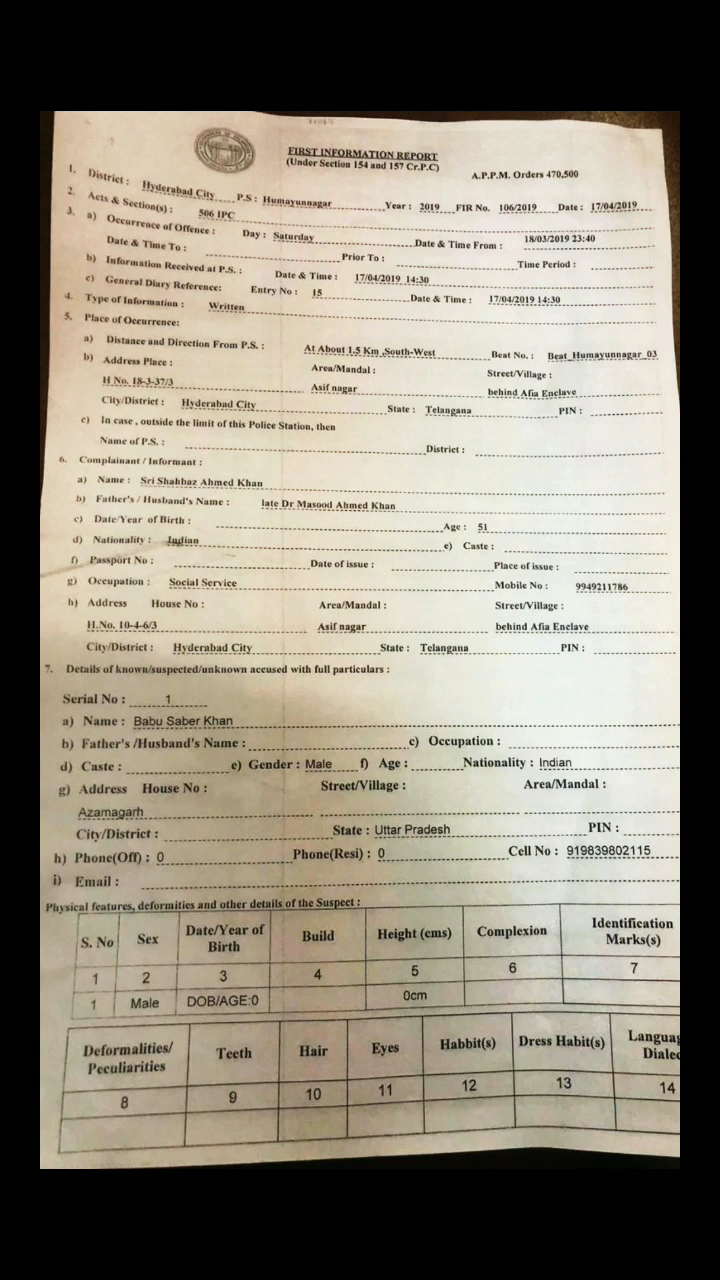 FIRST INFORMATION REPORT
(Under Section 154 and 157 Cr.P.C)
A.P.P.M. Orders 470,500
1. District : Hyderabad City P.S : Humayunnagar Year : 2019 FIR No. 106/2019 Date : 17/04/2019
2. Acts & Section(s) : 506 IPC
3. a) Occurrence of Offence : Day : Saturday Date & Time From : 18/03/2019 23:40
Date & Time To : Prior To : Time Period :
b) Information Received at P.S. : Date & Time : 17/04/2019 14:30
c) General Diary Reference: Entry No : 15 Date & Time : 17/04/2019 14:30
4. Type of Information : Written
5. Place of Occurrence:
a) Distance and Direction From P.S. : At About 1.5 Km ,South-West Beat No. : Beat_Humayunnagar_03
b) Address Place : Area/Mandal : Street/Village :
H No. 18-3-37/3 Asif nagar behind Afia Enclave
City/District : Hyderabad City State : Telangana PIN :
c) In case , outside the limit of this Police Station, then
Name of P.S. : District :
6. Complainant / Informant :
a) Name : Sri Shahbaz Ahmed Khan
b) Father's / Husband's Name : late Dr Masood Ahmed Khan
c) Date/Year of Birth : Age : 51
d) Nationality : Indian e) Caste :
f) Passport No : Date of issue : Place of issue :
g) Occupation : Social Service Mobile No : 9949211786
h) Address House No : Area/Mandal : Street/Village :
H.No. 10-4-6/3 Asif nagar behind Afia Enclave
City/District : Hyderabad City State : Telangana PIN :
7. Details of known/suspected/unknown accused with full particulars :
Serial No : 1
a) Name : Babu Saber Khan
b) Father's /Husband's Name : c) Occupation :
d) Caste : e) Gender : Male f) Age : Nationality : Indian
g) Address House No : Street/Village : Area/Mandal :
Azamagarh
City/District : State : Uttar Pradesh PIN :
h) Phone(Off) : 0 Phone(Resi) : 0 Cell No : 919839802115
i) Email :
Physical features, deformities and other details of the Suspect :
S. No Sex Date/Year of Birth Build Height (cms) Complexion Identification Marks(s)
1 2 3 4 5 6 7
1 Male DOB/AGE:0 0cm
Deformalities/ Peculiarities Teeth Hair Eyes Habbit(s) Dress Habit(s) Languag Dialec
8 9 10 11 12 13 14